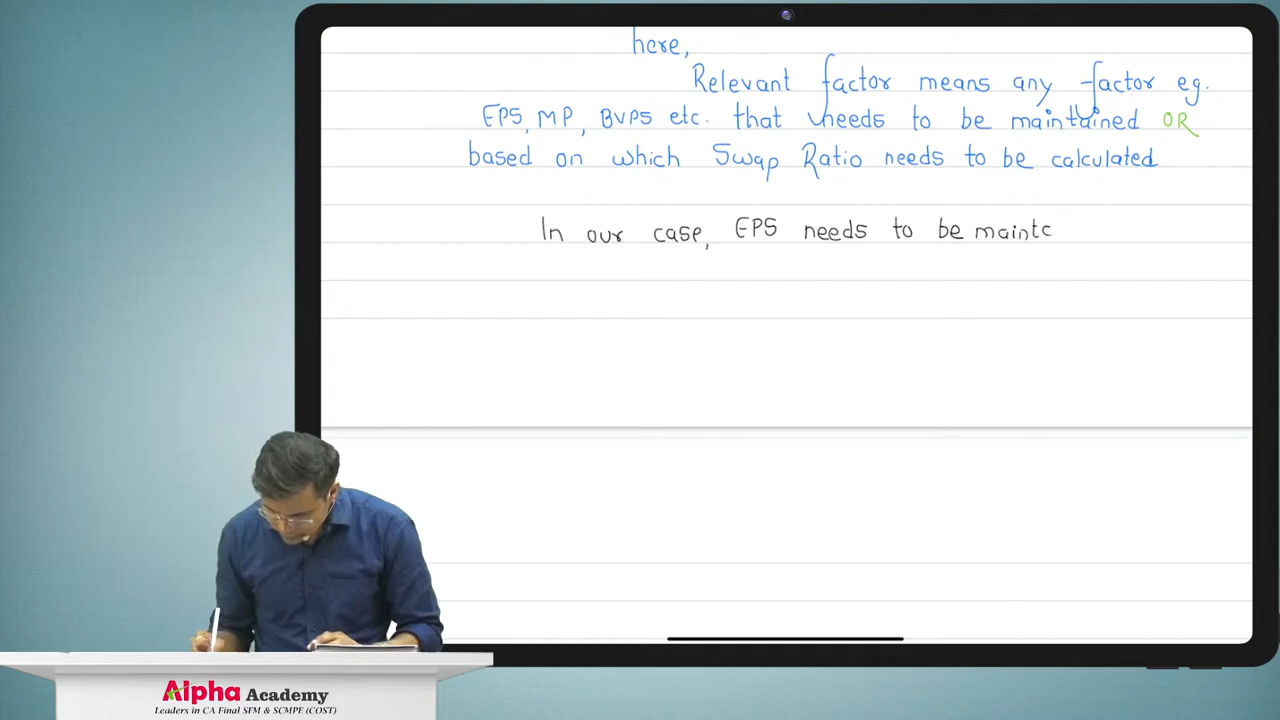 here,
Relevant factor means any factor eg.
EPS, MP, BVPS etc. that needs to be maintained OR
based on which Swap Ratio needs to be calculated
In our case, EPS needs to be maintc
Alpha Academy
Leaders in CA Final SFM & SCMPE (COST)